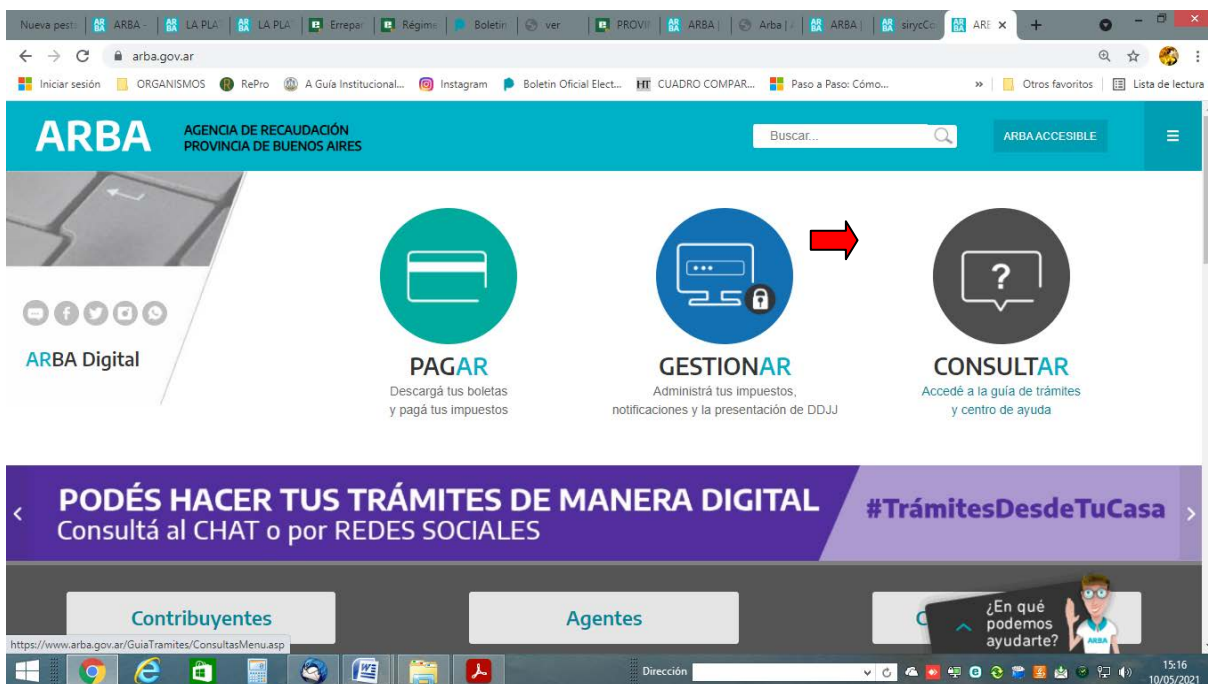 Nueva pest
ARBA -
LA PLA
LA PLA
Errepar
Régime
Boletin
ver
PROVI
ARBA |
Arba |
ARBA |
sirycCo
ARB
arba.gov.ar
Iniciar sesión
ORGANISMOS
RePro
A Guía Institucional...
Instagram
Boletin Oficial Elect...
HT CUADRO COMPAR...
Paso a Paso: Cómo...
»
Otros favoritos
Lista de lectura
ARBA
AGENCIA DE RECAUDACIÓN
PROVINCIA DE BUENOS AIRES
Buscar...
ARBA ACCESIBLE
ARBA Digital
PAGAR
Descargá tus boletas
y pagá tus impuestos
GESTIONAR
Administrá tus impuestos,
notificaciones y la presentación de DDJJ
?
CONSULTAR
Accedé a la guía de trámites
y centro de ayuda
PODÉS HACER TUS TRÁMITES DE MANERA DIGITAL
Consultá al CHAT o por REDES SOCIALES
#TrámitesDesdeTuCasa
Contribuyentes
Agentes
C
¿En qué
podemos
ayudarte?
ARBA
https://www.arba.gov.ar/GuiaTramites/ConsultasMenu.asp
Dirección
15:16
10/05/2021